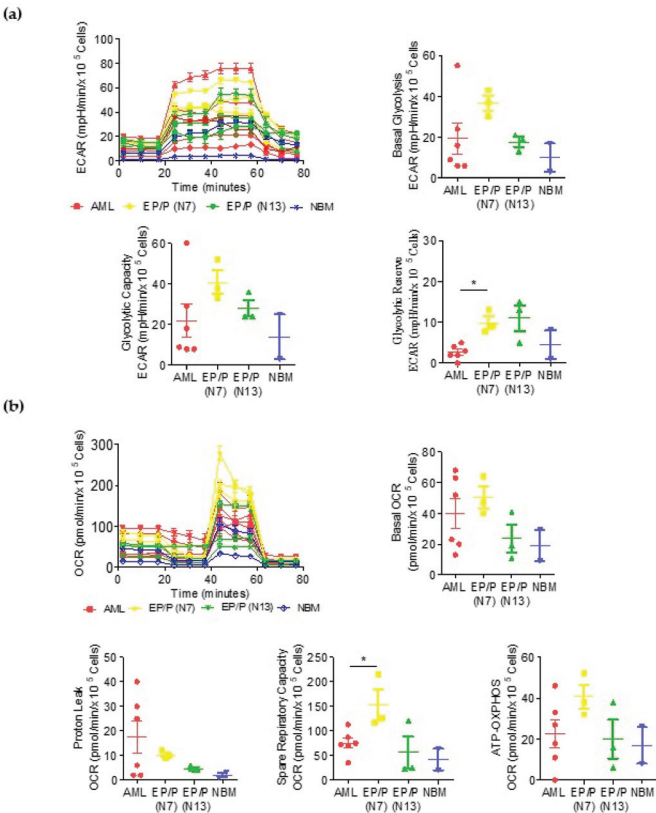 (a)
ECAR (mpH/min/x 10 5 Cells)
100
80
60
40
20
0
0 20 40 60 80
Time (minutes)
AML EP/P (N7) EP/P (N13) NBM
Basal Glycolysis
ECAR (mpH/min/x 10 5 Cells)
60
40
20
0
AML EP/P EP/P NBM
(N7) (N13)
Glycolytic Capacity
ECAR (mpH/min/x 10 5 Cells)
60
40
20
0
AML EP/P EP/P NBM
(N7) (N13)
Glycolytic Reserve
ECAR (mpH/min/x 10 5 Cells)
30
20
10
0
*
AML EP/P EP/P NBM
(N7) (N13)
(b)
OCR (pmol/min/x 10 5 Cells)
300
200
100
0
0 20 40 60 80
Time (minutes)
AML EP/P (N7) EP/P (N13) NBM
Basal OCR
(pmol/min/x 10 5 Cells)
80
60
40
20
0
AML EP/P EP/P NBM
(N7) (N13)
Proton Leak
OCR (pmol/min/x 10 5 Cells)
50
40
30
20
10
0
AML EP/P EP/P NBM
(N7) (N13)
Spare Repiratory Capacity
OCR (pmol/min/x 10 5 Cells)
250
200
150
100
50
0
*
AML EP/P EP/P NBM
(N7) (N13)
ATP-OXPHOS
OCR (pmol/min/x 10 5 Cells)
60
40
20
0
AML EP/P EP/P NBM
(N7) (N13)